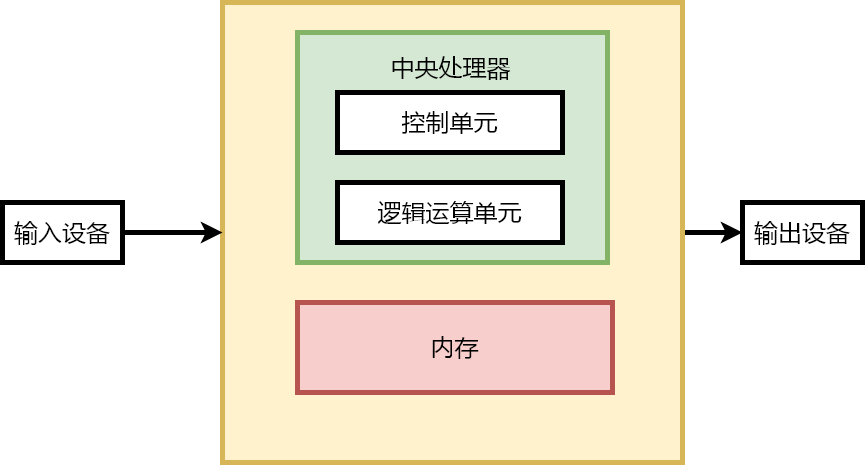 中央处理器
控制单元
逻辑运算单元
输入设备
输出设备
内存